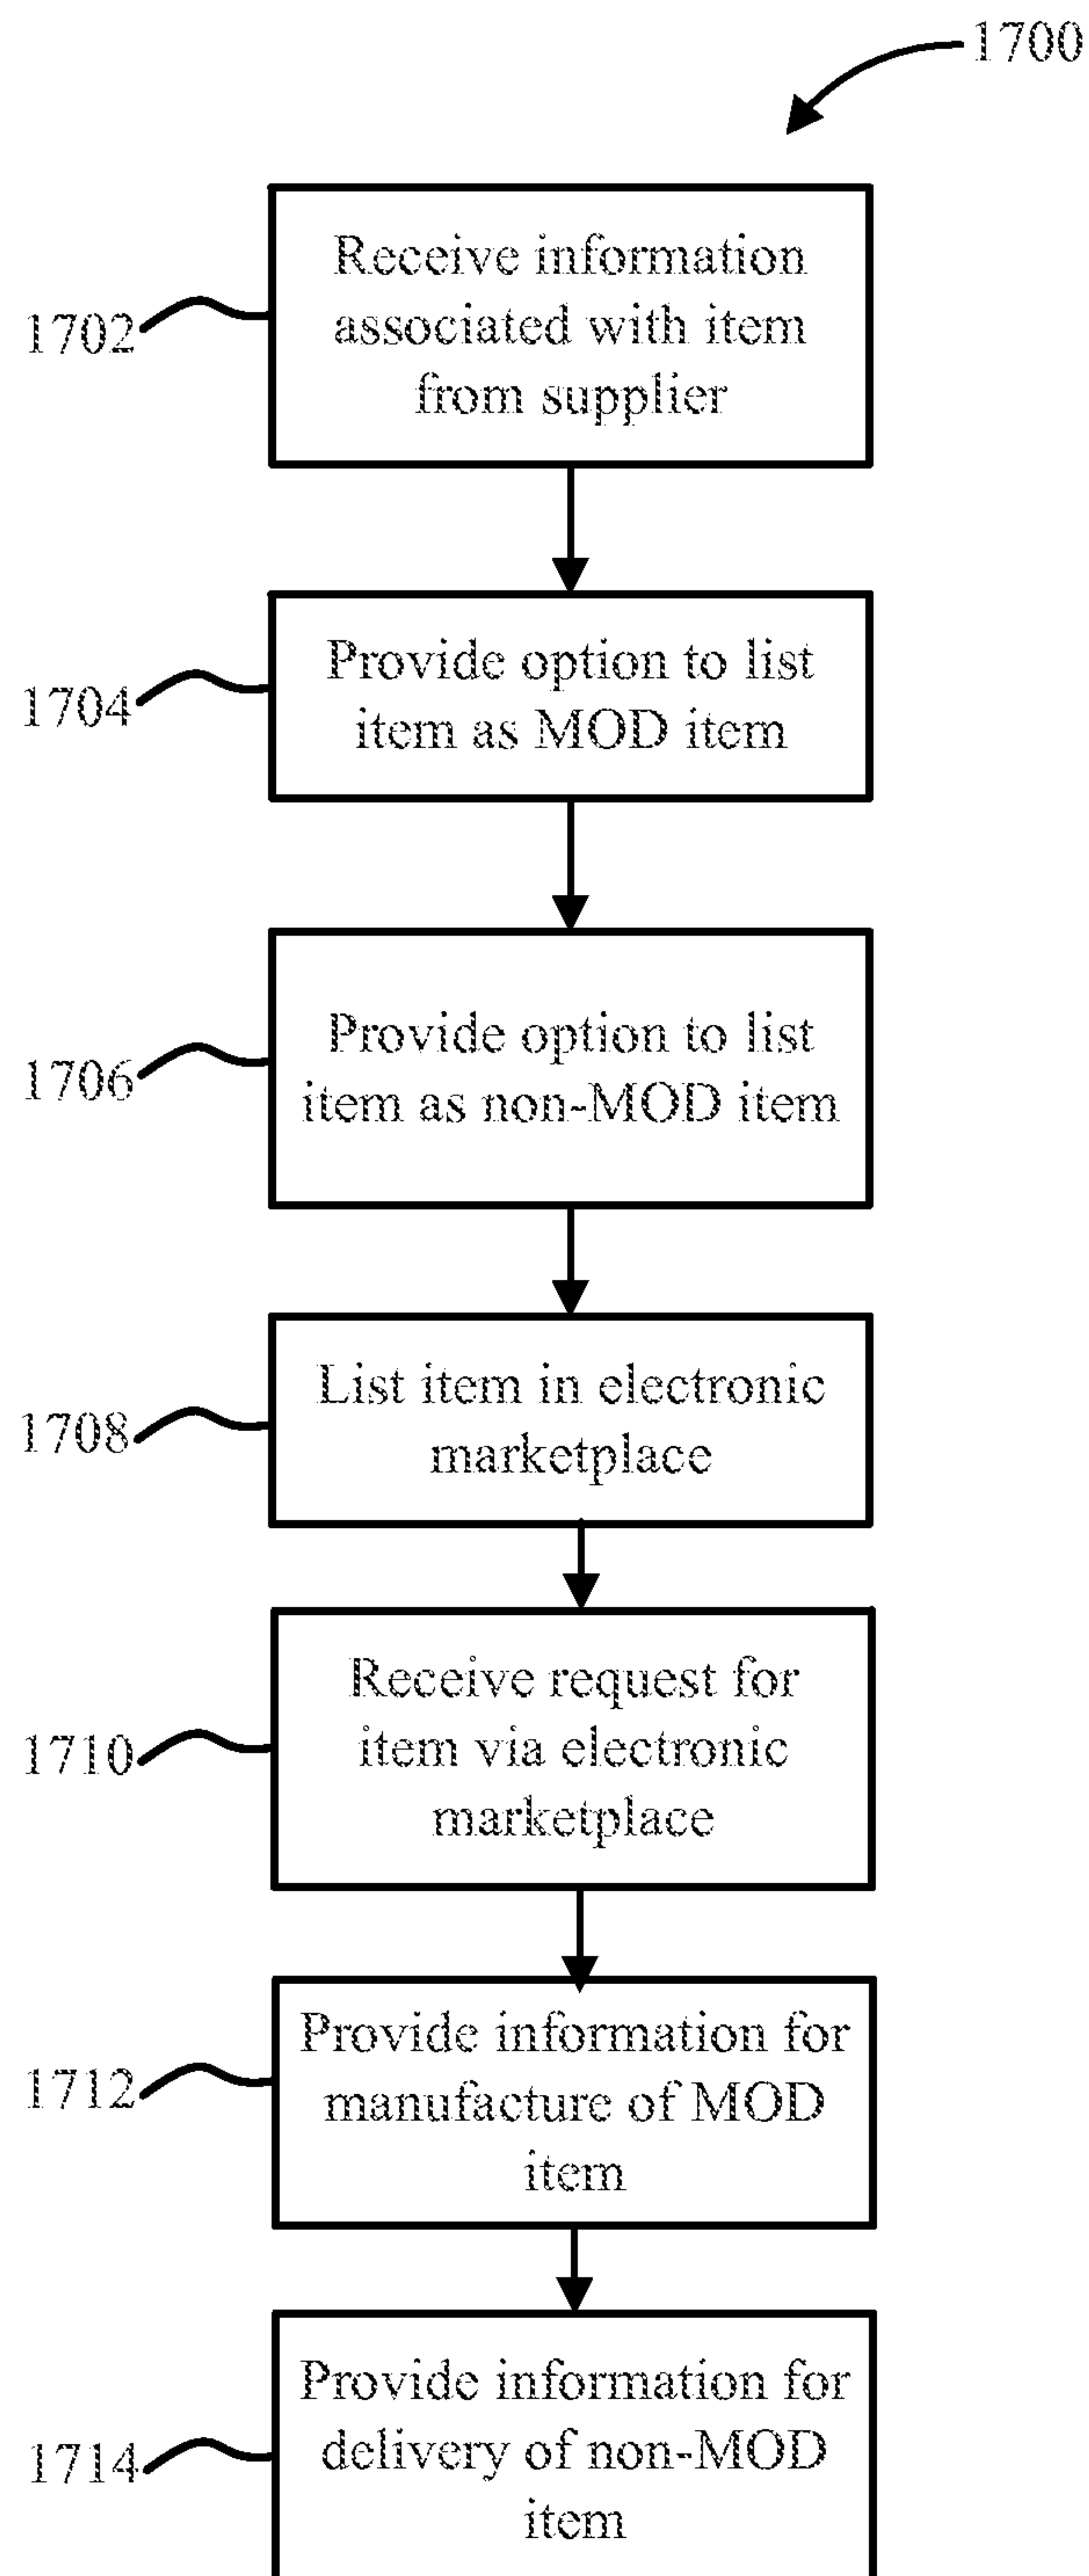 1700
Receive information
associated with item
from supplier
1702
Provide option to list
item as MOD item
1704
Provide option to list
item as non-MOD item
1706
List item in electronic
marketplace
1708
Receive request for
item via electronic
marketplace
1710
Provide information for
manufacture of MOD
item
1712
Provide information for
delivery of non-MOD
item
1714